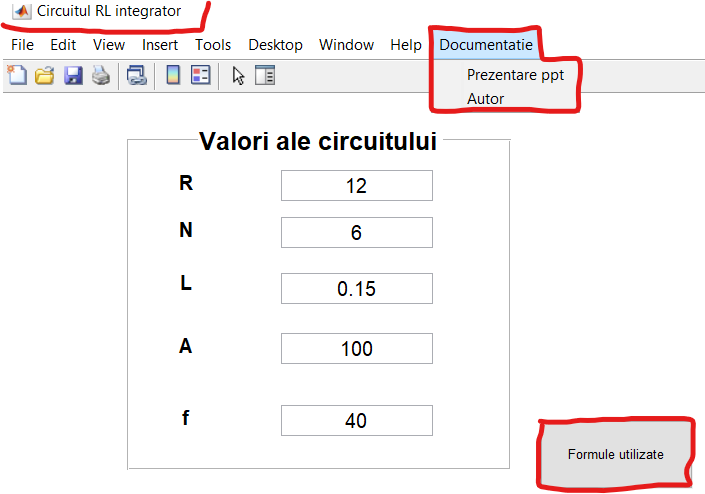 Circuitul RL integrator
File Edit View Insert Tools Desktop Window Help Documentatie
Prezentare ppt
Autor
Valori ale circuitului
R 12
N 6
L 0.15
A 100
f 40
Formule utilizate